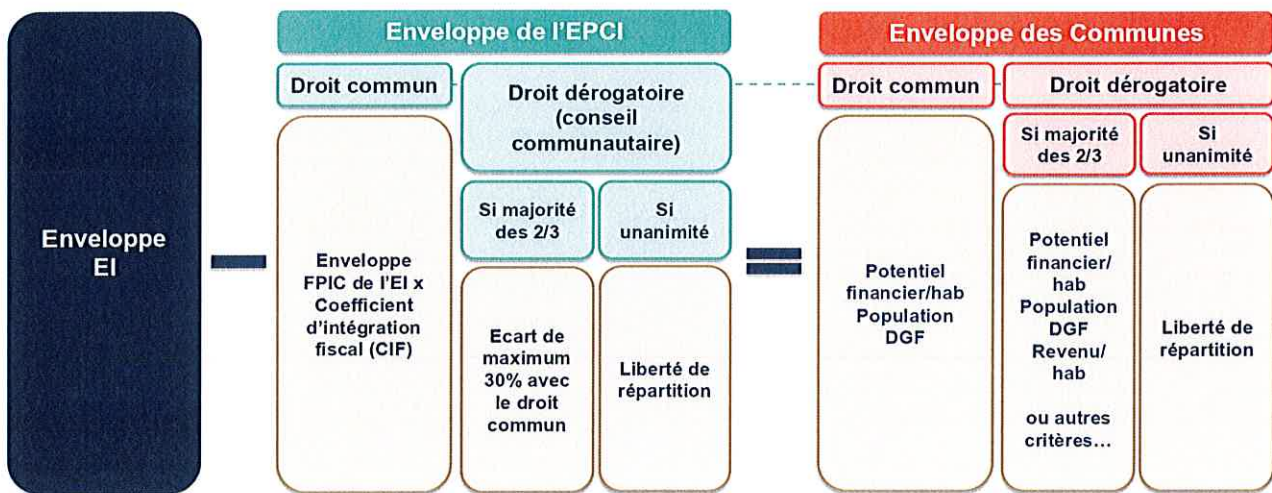 Enveloppe
EI
Enveloppe de l'EPCI
Droit commun
Droit dérogatoire
(conseil
communautaire)
Si majorité
des 2/3
Si
unanimité
Enveloppe
FPIC de l'EI x
Coefficient
d'intégration
fiscal (CIF)
Ecart de
maximum
30% avec
le droit
commun
Liberté de
répartition
Enveloppe des Communes
Droit commun
Droit dérogatoire
Si majorité
des 2/3
Si
unanimité
Potentiel
financier/hab
Population
DGF
Potentiel
financier/
hab
Population
DGF
Revenu/
hab
ou autres
critères...
Liberté de
répartition